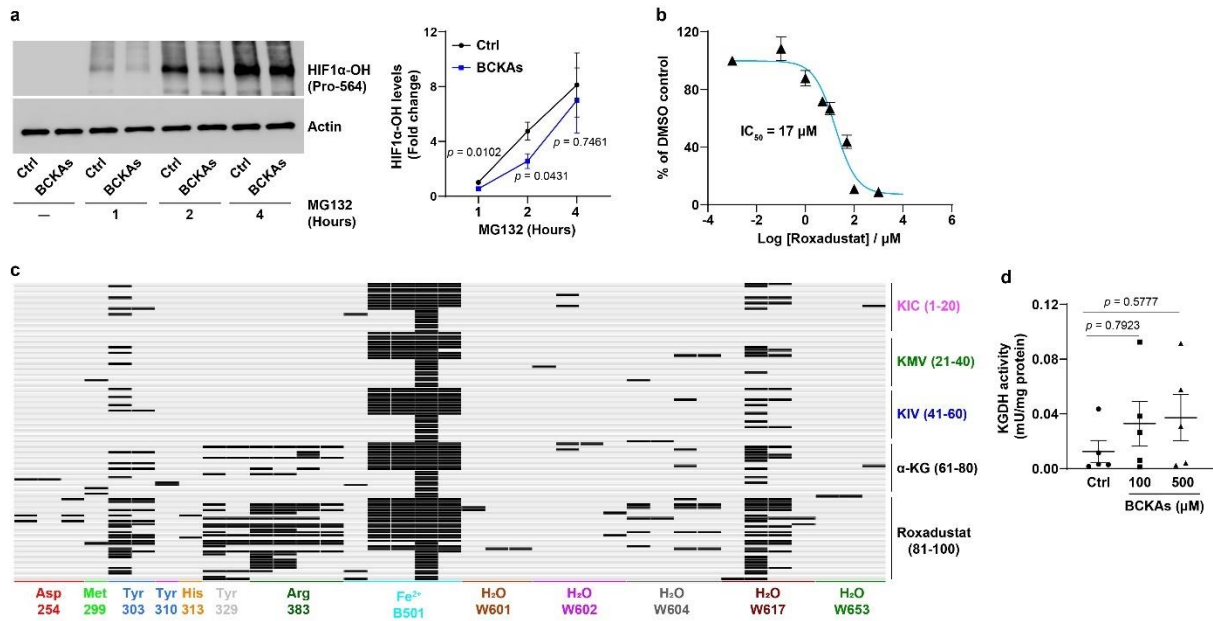 a
HIF1α-OH
(Pro-564)
Actin
Ctrl
BCKAs
Ctrl
BCKAs
Ctrl
BCKAs
Ctrl
BCKAs
—
1
2
4
MG132
(Hours)
HIF1α-OH levels
(Fold change)
12
8
4
0
Ctrl
BCKAs
p = 0.0102
p = 0.7461
p = 0.0431
1
2
4
MG132 (Hours)
b
% of DMSO control
120
80
40
0
IC50 = 17 μM
-4
-2
0
2
4
6
Log [Roxadustat] / μM
c
KIC (1-20)
KMV (21-40)
KIV (41-60)
α-KG (61-80)
Roxadustat
(81-100)
Asp
254
Met
299
Tyr
303
Tyr
310
His
313
Tyr
329
Arg
383
Fe²⁺
B501
H₂O
W601
H₂O
W602
H₂O
W604
H₂O
W617
H₂O
W653
d
KGDH activity
(mU/mg protein)
0.12
0.08
0.04
0.00
p = 0.5777
p = 0.7923
Ctrl
100
500
BCKAs (μM)